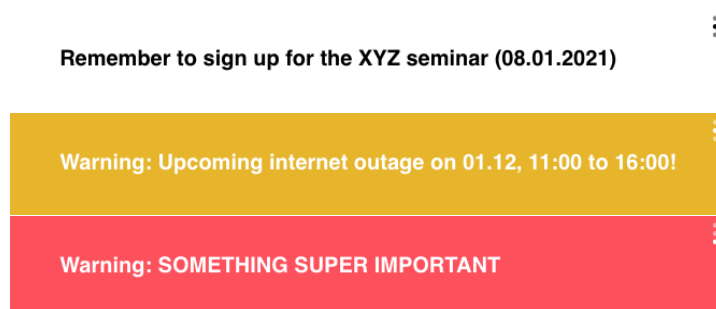 Remember to sign up for the XYZ seminar (08.01.2021)
Warning: Upcoming internet outage on 01.12, 11:00 to 16:00!
Warning: SOMETHING SUPER IMPORTANT